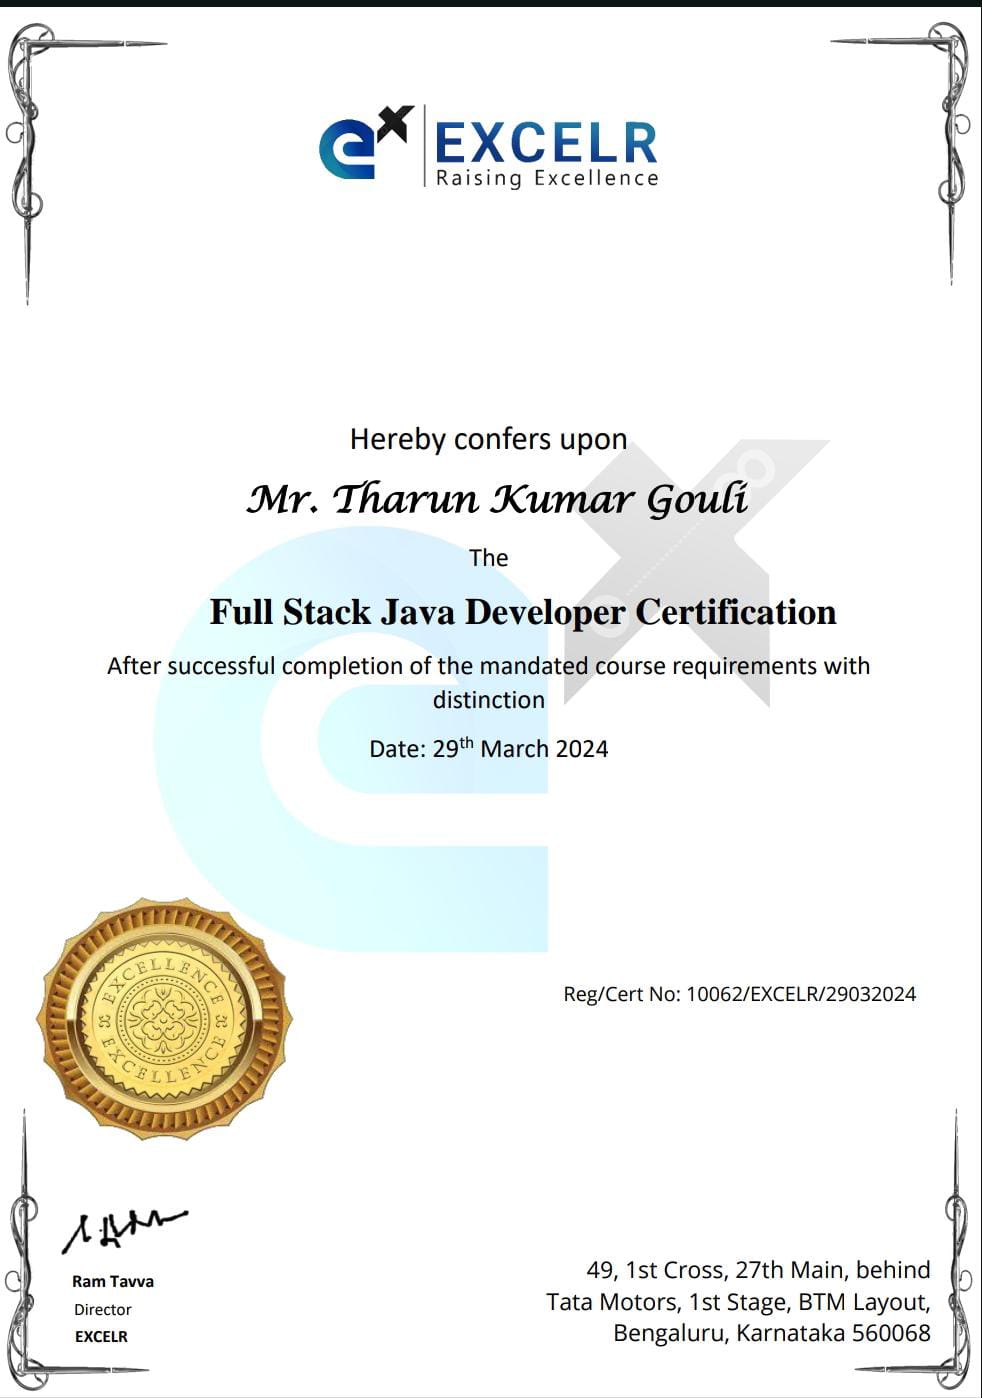 EXCELR
Raising Excellence
Hereby confers upon
Mr. Tharun Kumar Gouli
The
Full Stack Java Developer Certification
After successful completion of the mandated course requirements with
distinction
Date: 29th March 2024
EXCELLENCE
EXCELLENCE
Reg/Cert No: 10062/EXCELR/29032024
Ram Tavva
Director
EXCELR
49, 1st Cross, 27th Main, behind
Tata Motors, 1st Stage, BTM Layout,
Bengaluru, Karnataka 560068